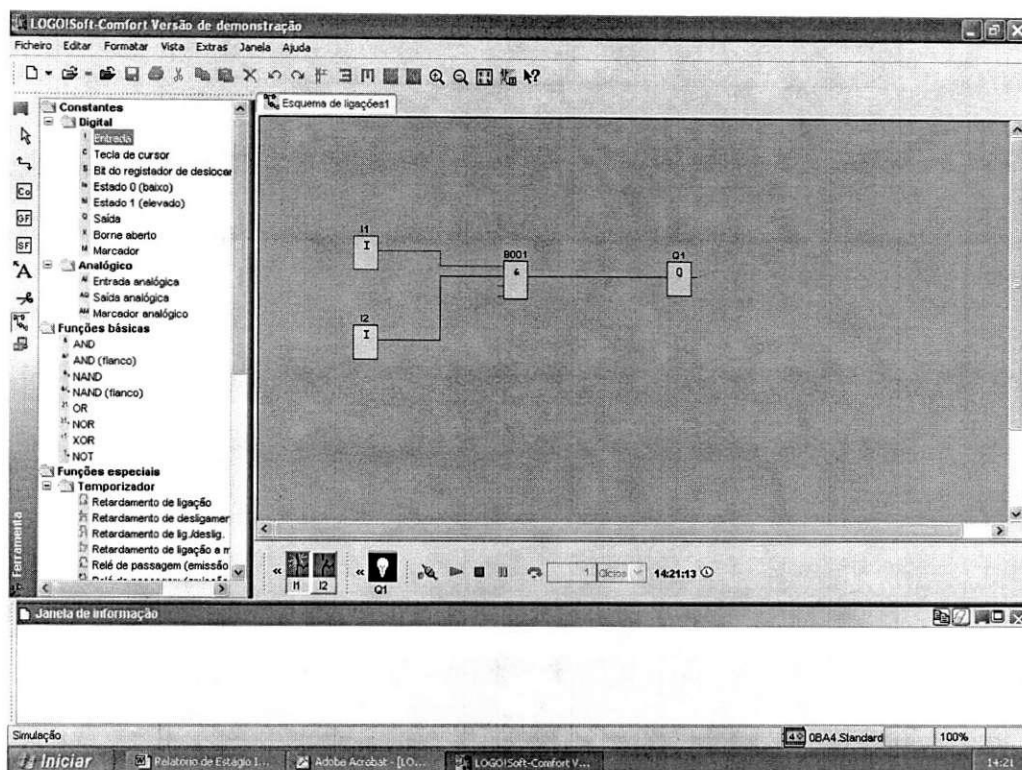 LOGO!Soft-Comfort Versão de demonstração
Ficheiro Editar Formatar Vista Extras Janela Ajuda
Esquema de ligações1
Constantes
Digital
Entrada
Tecla de cursor
Bit do registador de deslocar
Estado 0 (baixo)
Estado 1 (elevado)
Saída
Borne aberto
Marcador
Analógico
Entrada analógica
Saída analógica
Marcador analógico
Funções básicas
AND
AND (flanco)
NAND
NAND (flanco)
OR
NOR
XOR
NOT
Funções especiais
Temporizador
Retardamento de ligação
Retardamento de desligamer
Retardamento de lig./deslig.
Retardamento de ligação a m
Relé de passagem (emissão
Co
GF
SF
A
Ferramenta
I1
I
B001
&
Q1
Q
I2
I
I1 I2 Q1 1 Ciclos 14:21:13
Janela de informação
Simulação 0BA4.Standard 100%
Iniciar Relatório de Estágio I... Adobe Acrobat - [LO... LOGO!Soft-Comfort V... 14:21